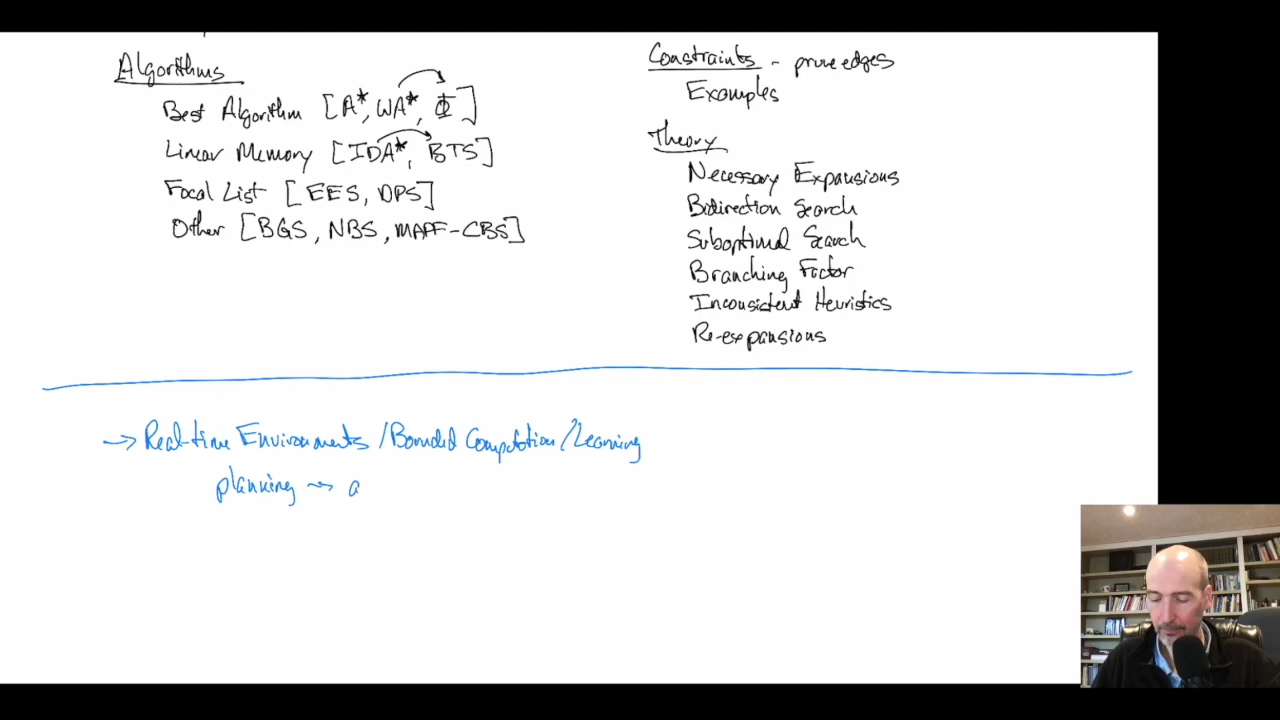 Algorithms
Best Algorithm [A*, WA*, Φ]
Linear Memory [IDA*, BTS]
Focal List [EES, DPS]
Other [BGS, NBS, MAPF-CBS]
Constraints - prune edges
Examples
Theory
Necessary Expansions
Bidirection Search
Suboptimal Search
Branching Factor
Inconsistent Heuristics
Re-expansions
→ Real-time Environments / Bounded Computation / Learning
planning → a